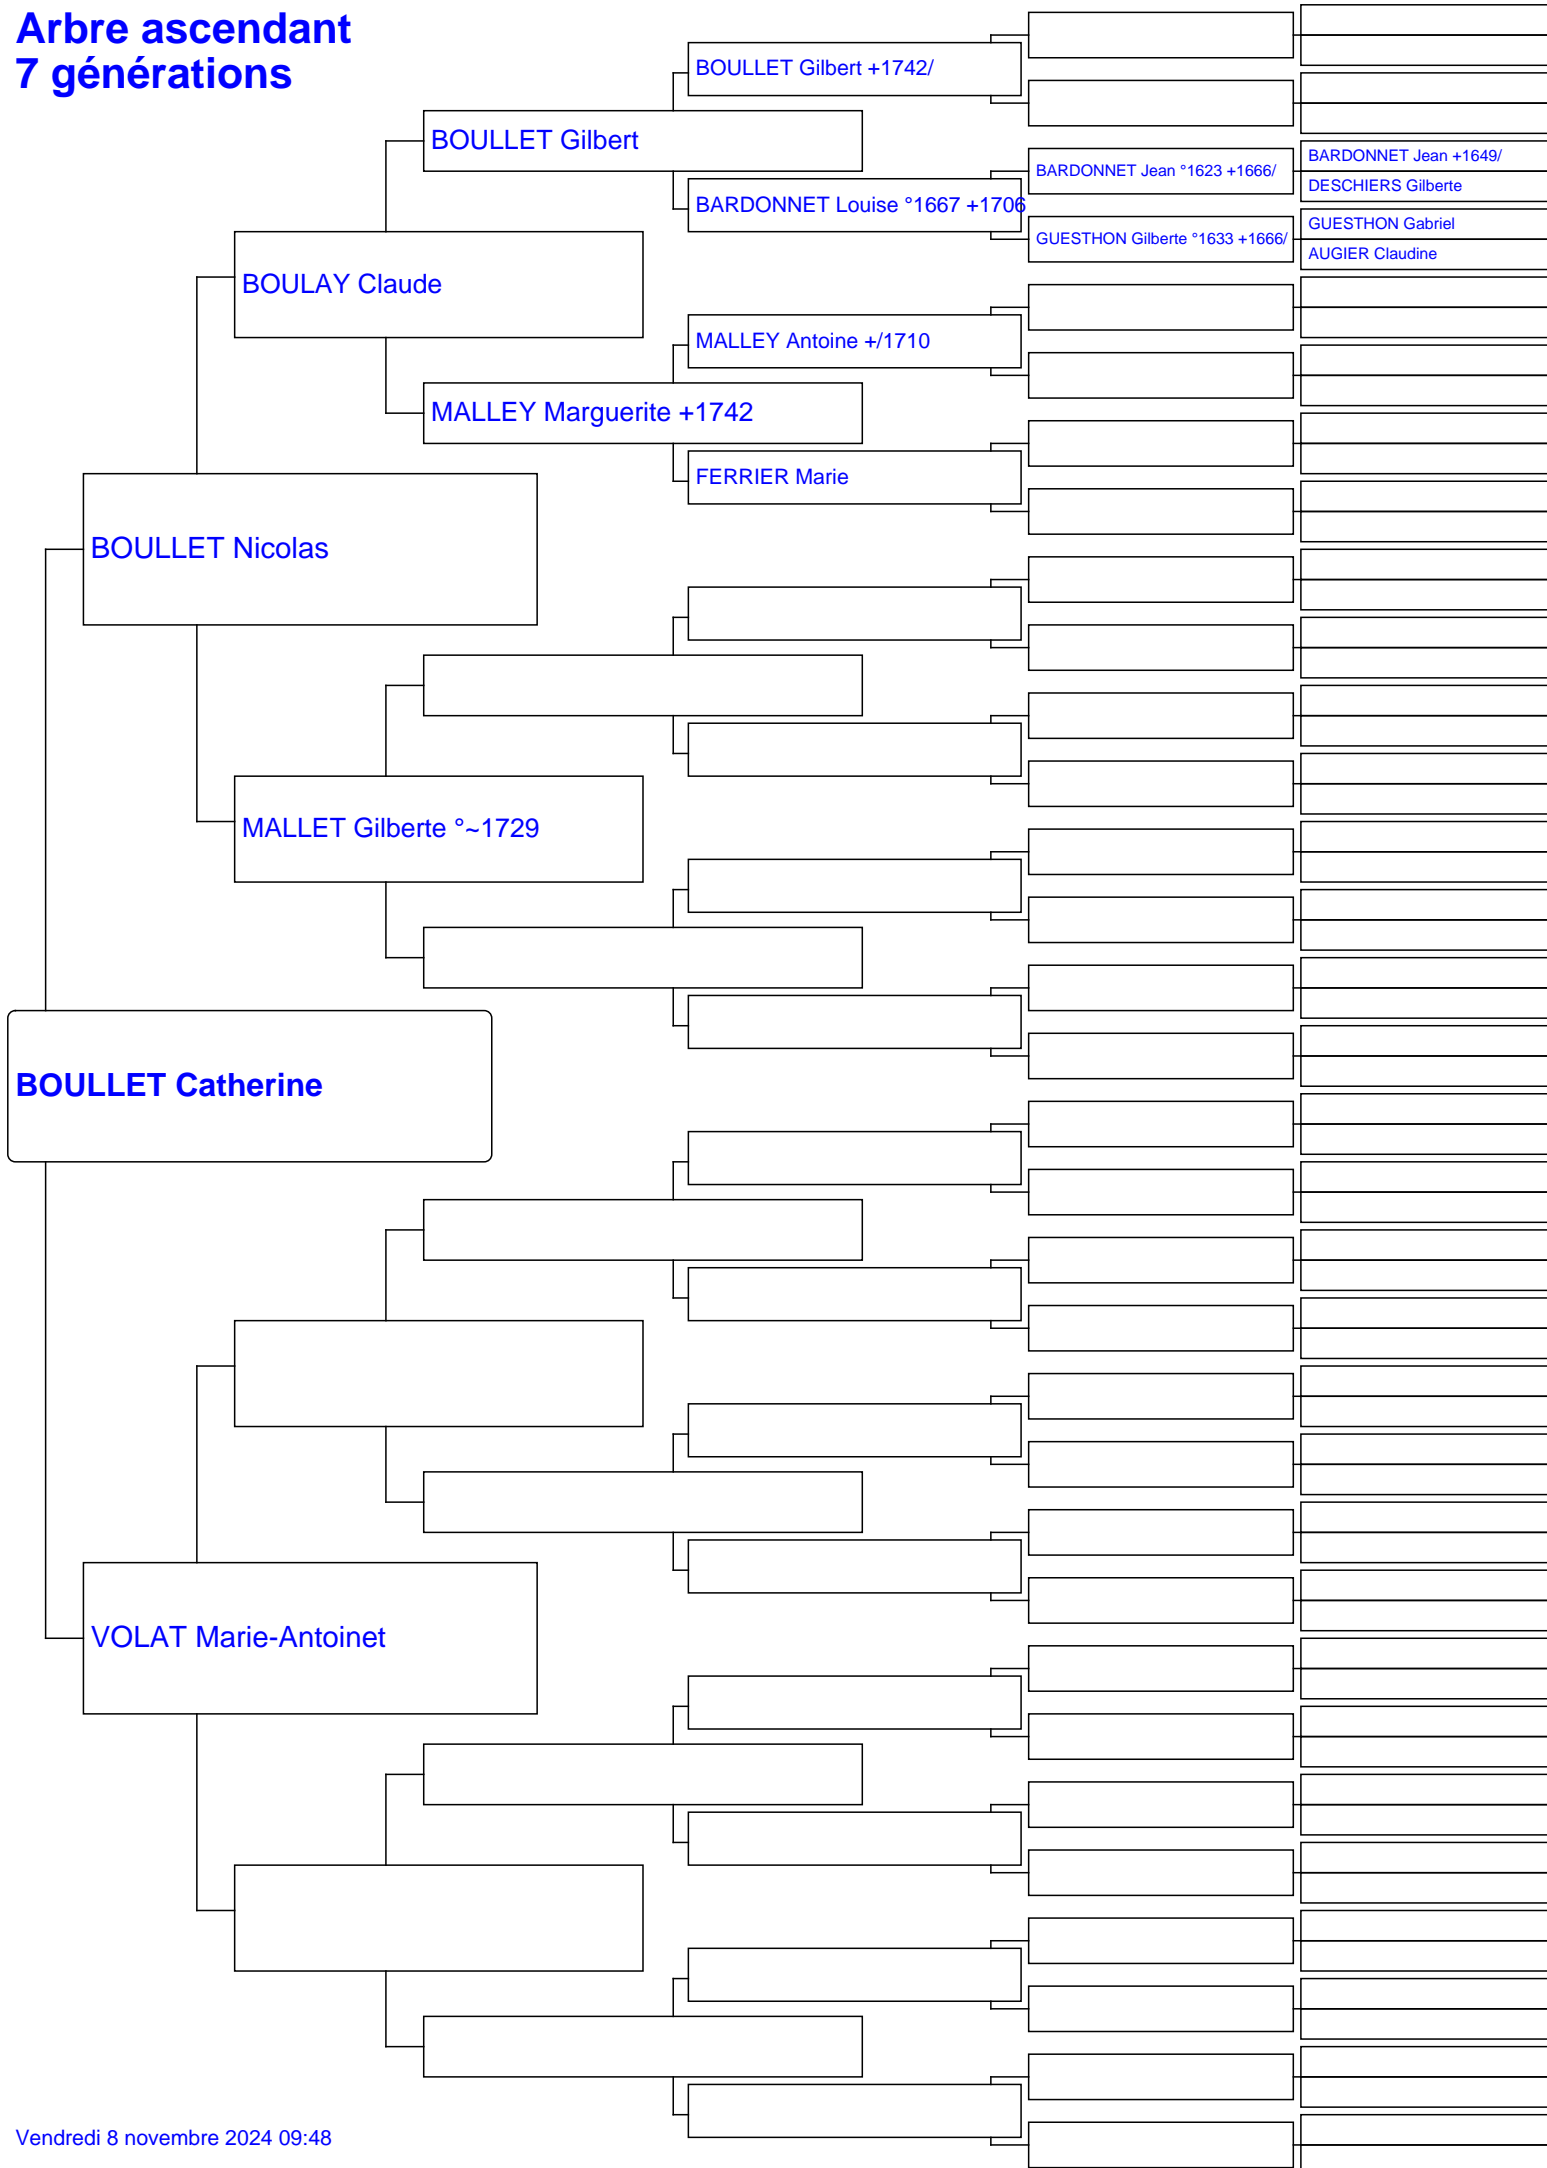 Arbre ascendant
7 générations
BOULLET Gilbert +1742/
BOULLET Gilbert
BARDONNET Jean °1623 +1666/
BARDONNET Jean +1649/
DESCHIERS Gilberte
BARDONNET Louise °1667 +1706
GUESTHON Gilberte °1633 +1666/
GUESTHON Gabriel
AUGIER Claudine
BOULAY Claude
MALLEY Antoine +/1710
MALLEY Marguerite +1742
FERRIER Marie
BOULLET Nicolas
MALLET Gilberte °~1729
BOULLET Catherine
VOLAT Marie-Antoinet
Vendredi 8 novembre 2024 09:48